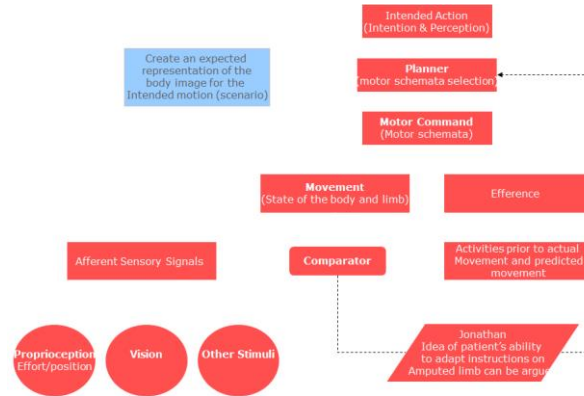 Intended Action
(Intention & Perception)
Create an expected
representation of the
body image for the
Intended motion (scenario)
Planner
(motor schemata selection)
Motor Command
(Motor schemata)
Movement
(State of the body and limb)
Efference
Afferent Sensory Signals
Comparator
Activities prior to actual
Movement and predicted
movement
Proprioception
Effort/position
Vision
Other Stimuli
Jonathan
Idea of patient's ability
to adapt instructions on
Amputed limb can be argue